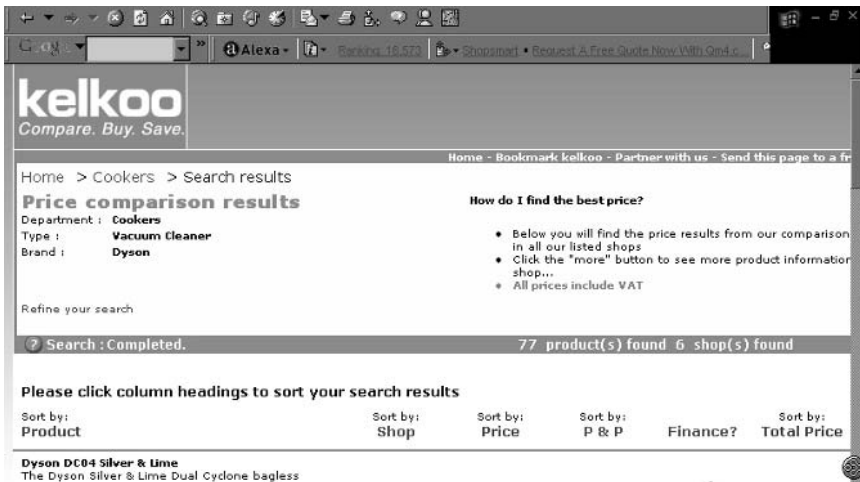 Alexa
Ranking: 16,573
Shopsmart • Request A Free Quote Now With Qm4.c...
kelkoo
Compare. Buy. Save.
Home - Bookmark kelkoo - Partner with us - Send this page to a fr
Home > Cookers > Search results
Price comparison results
Department : Cookers
Type : Vacuum Cleaner
Brand : Dyson
Refine your search
How do I find the best price?
• Below you will find the price results from our comparison
in all our listed shops
• Click the "more" button to see more product information
shop...
• All prices include VAT
? Search : Completed. 77 product(s) found 6 shop(s) found
Please click column headings to sort your search results
Sort by: Sort by: Sort by: Sort by: Sort by:
Product Shop Price P & P Finance? Total Price
Dyson DC04 Silver & Lime
The Dyson Silver & Lime Dual Cyclone bagless